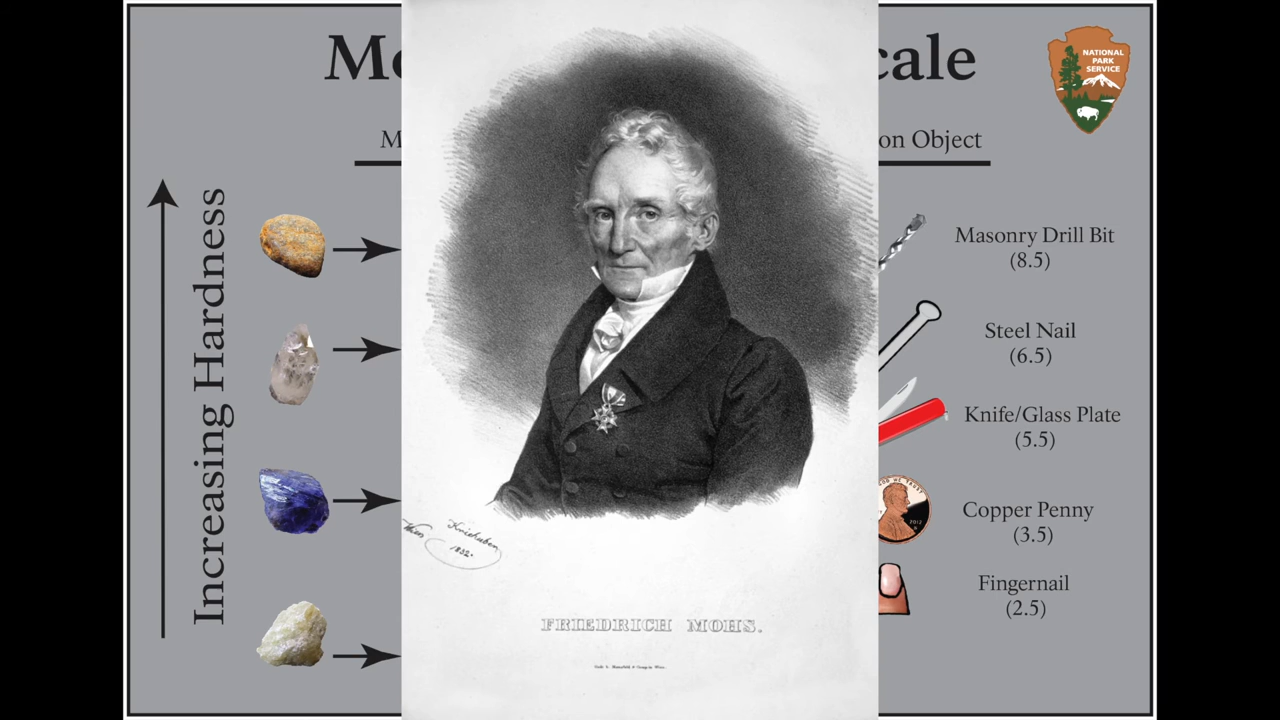 Mo
cale
NATIONAL
PARK
SERVICE
M
on Object
Increasing Hardness
Masonry Drill Bit
(8.5)
Steel Nail
(6.5)
Knife/Glass Plate
(5.5)
Copper Penny
(3.5)
Fingernail
(2.5)
Kriehuber
1832.
FRIEDRICH MOHS.